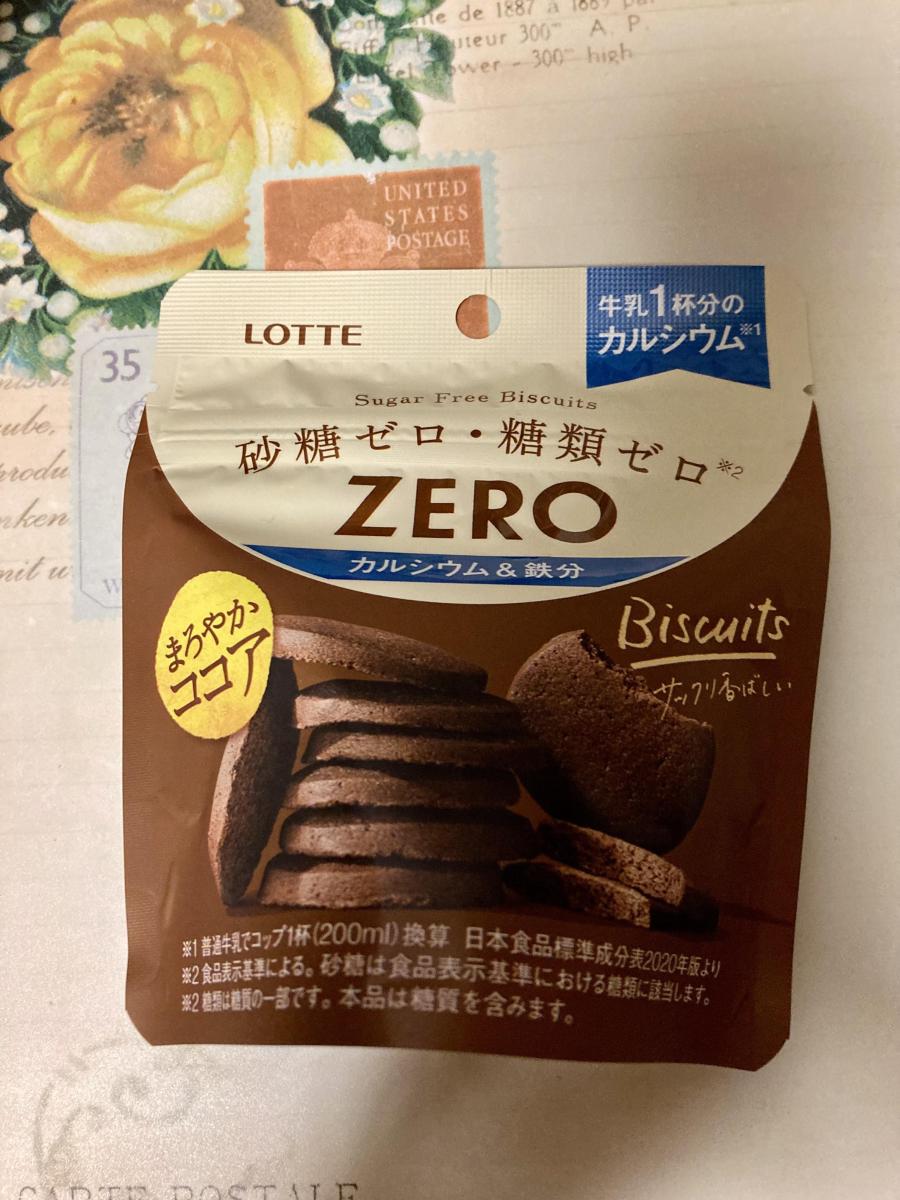 de 1887 à 1889
300m A. P.
- 300m high
UNITED
STATES
POSTAGE
35
LOTTE
牛乳1杯分の
カルシウム※1
Sugar Free Biscuits
砂糖ゼロ・糖類ゼロ※2
ZERO
カルシウム&鉄分
まろやか
ココア
Biscuits
サックリ香ばしい
※1 普通牛乳でコップ1杯(200ml)換算 日本食品標準成分表2020年版より
※2 食品表示基準による。砂糖は食品表示基準における糖類に該当します。
※2 糖類は糖質の一部です。本品は糖質を含みます。
CARTE POSTALE